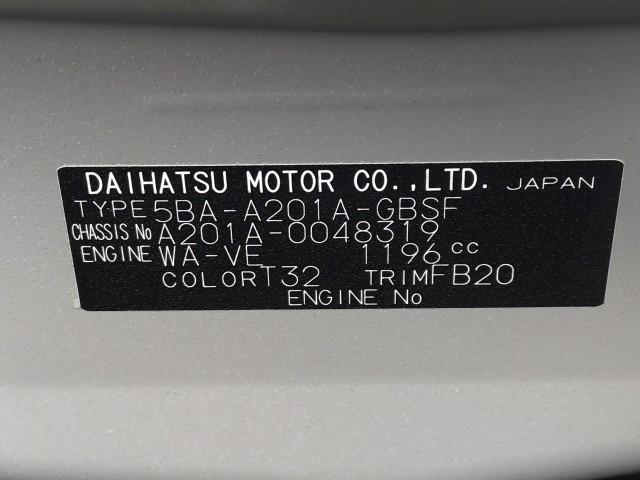 DAIHATSU MOTOR CO.,LTD. JAPAN
TYPE 5BA-A201A-GBSF
CHASSIS No A201A-0048319
ENGINE WA-VE 1196 cc
COLOR T32 TRIM FB20
ENGINE No